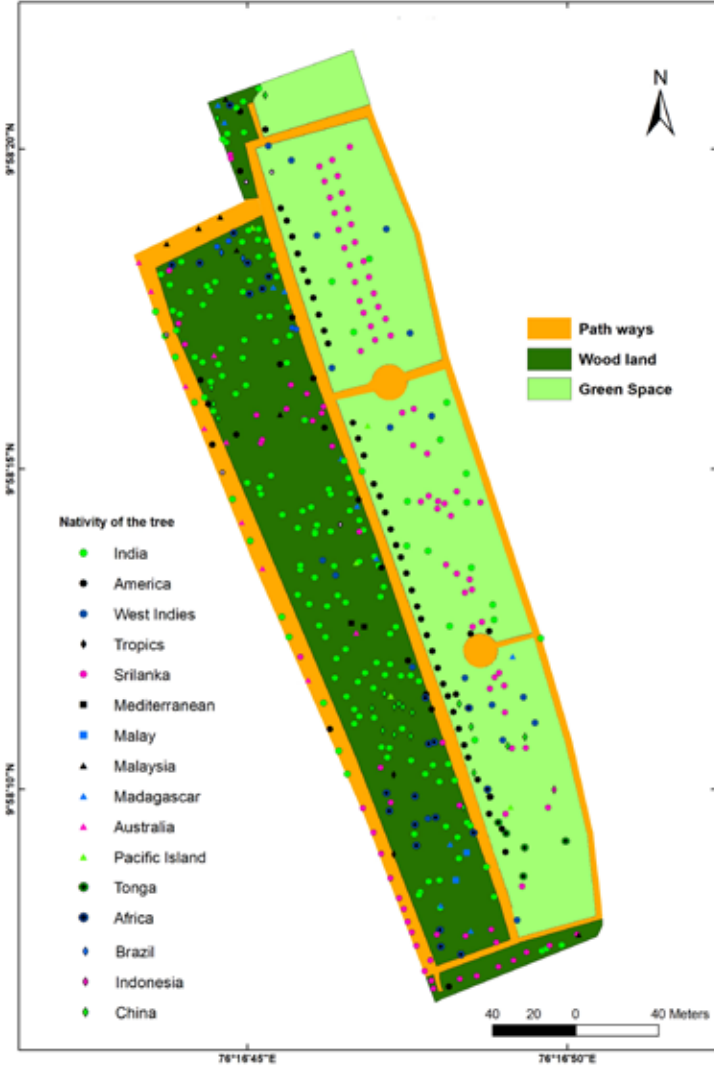 N
9°58'20"N
Path ways
Wood land
Green Space
9°58'15"N
Nativity of the tree
India
America
West Indies
Tropics
Srilanka
Mediterranean
Malay
Malaysia
Madagascar
Australia
Pacific Island
Tonga
Africa
Brazil
Indonesia
China
9°58'10"N
40 20 0 40 Meters
76°16'45"E 76°16'50"E